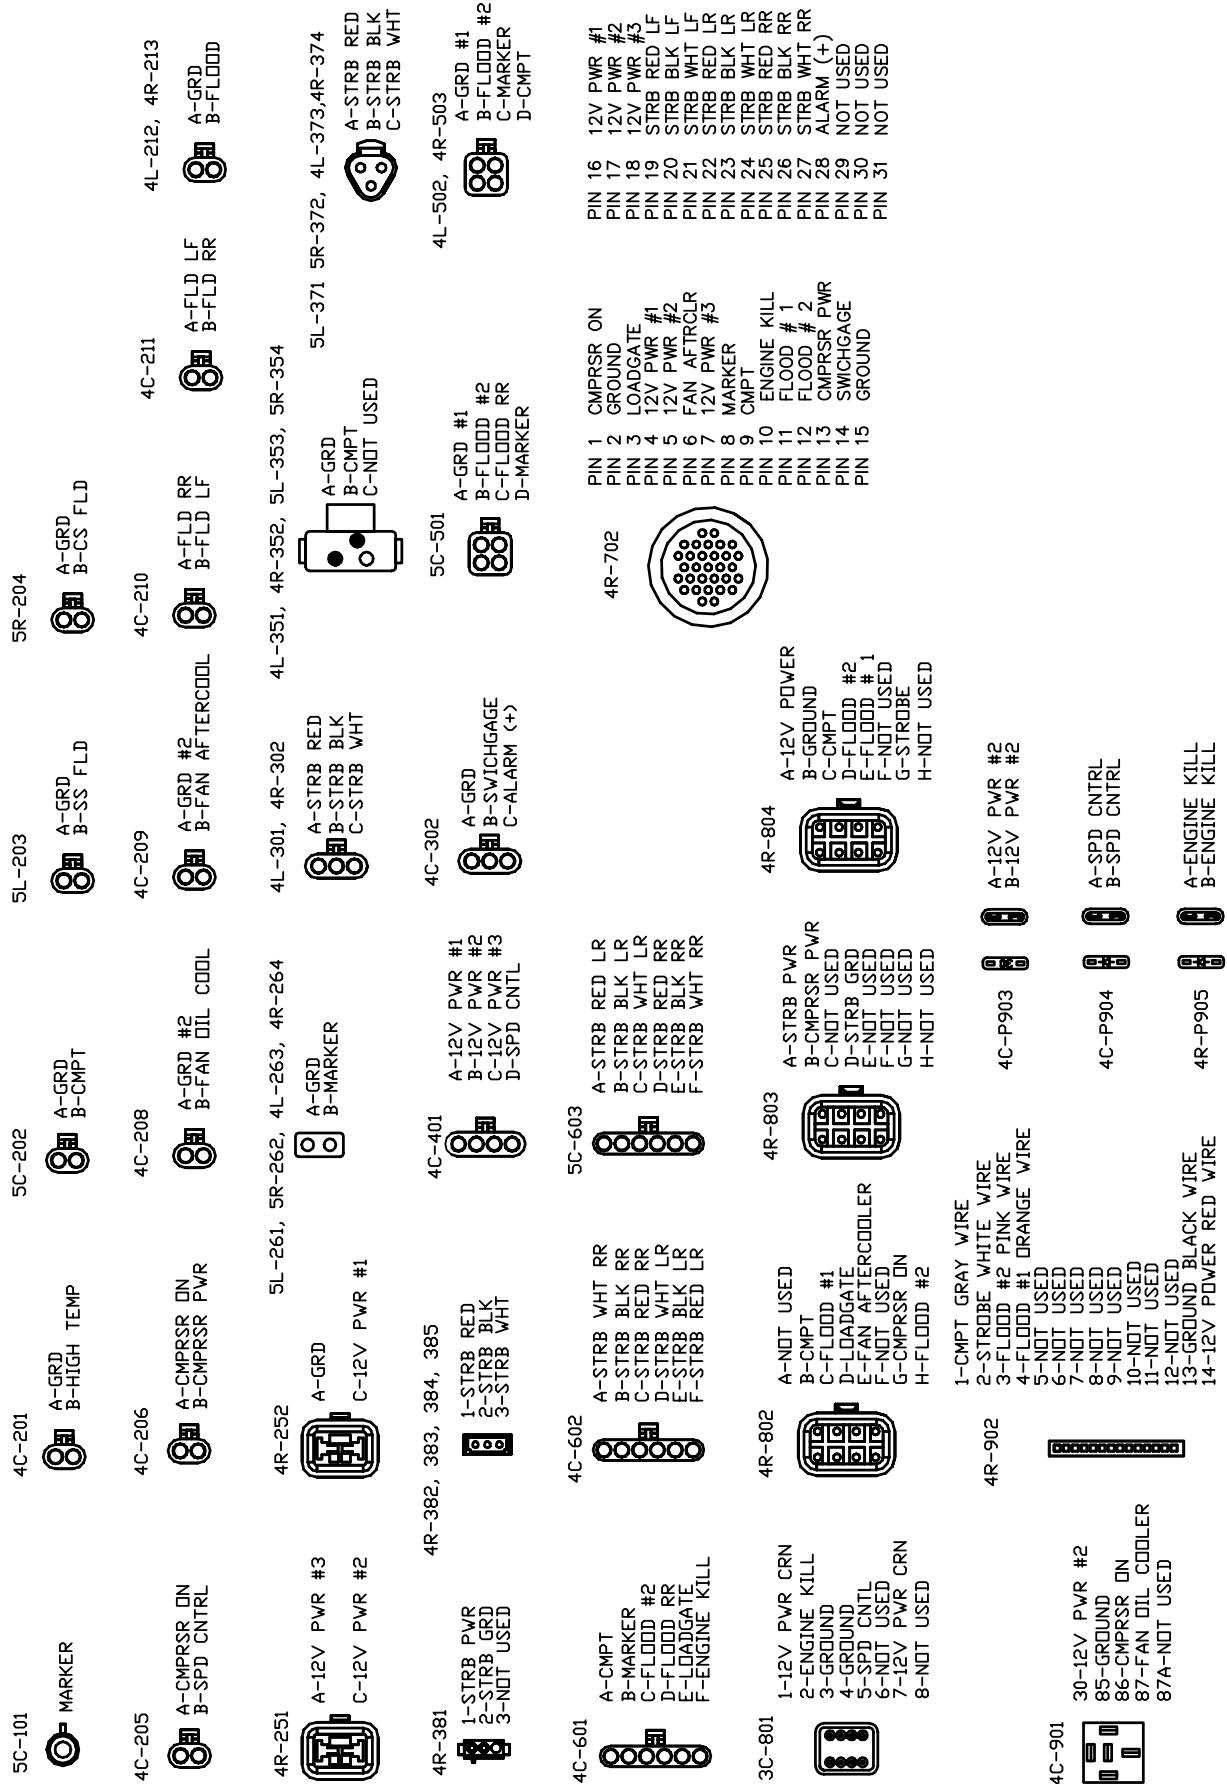 5C-101
MARKER
4C-201
A-GRD
B-HIGH TEMP
5C-202
A-GRD
B-CMPT
5L-203
A-GRD
B-SS FLD
5R-204
A-GRD
B-CS FLD
4C-205
A-CMPRSR ON
B-SPD CNTRL
4C-206
A-CMPRSR ON
B-CMPRSR PWR
4C-208
A-GRD #2
B-FAN OIL COOL
4C-209
A-GRD #2
B-FAN AFTERCOOL
4C-210
A-FLD RR
B-FLD LF
4C-211
A-FLD LF
B-FLD RR
4L-212, 4R-213
A-GRD
B-FLOOD
4R-251
A-12V PWR #3
C-12V PWR #2
4R-252
A-GRD
C-12V PWR #1
5L-261, 5R-262, 4L-263, 4R-264
A-GRD
B-MARKER
4L-301, 4R-302
A-STRB RED
B-STRB BLK
C-STRB WHT
4L-351, 4R-352, 5L-353, 5R-354
A-GRD
B-CMPT
C-NOT USED
5L-371 5R-372, 4L-373,4R-374
A-STRB RED
B-STRB BLK
C-STRB WHT
4R-381
1-STRB PWR
2-STRB GRD
3-NOT USED
4R-382, 383, 384, 385
1-STRB RED
2-STRB BLK
3-STRB WHT
4C-401
A-12V PWR #1
B-12V PWR #2
C-12V PWR #3
D-SPD CNTL
4C-302
A-GRD
B-SWICHGAGE
C-ALARM (+)
5C-501
A-GRD #1
B-FLOOD #2
C-FLOOD RR
D-MARKER
4L-502, 4R-503
A-GRD #1
B-FLOOD #2
C-MARKER
D-CMPT
4C-601
A-CMPT
B-MARKER
C-FLOOD #2
D-FLOOD RR
E-LOADGATE
F-ENGINE KILL
4C-602
A-STRB WHT RR
B-STRB BLK RR
C-STRB RED RR
D-STRB WHT LR
E-STRB BLK LR
F-STRB RED LR
5C-603
A-STRB RED LR
B-STRB BLK LR
C-STRB WHT LR
D-STRB RED RR
E-STRB BLK RR
F-STRB WHT RR
4R-702
PIN 1 CMPRSR ON
PIN 2 GROUND
PIN 3 LOADGATE
PIN 4 12V PWR #1
PIN 5 12V PWR #2
PIN 6 FAN AFTRCLR
PIN 7 12V PWR #3
PIN 8 MARKER
PIN 9 CMPT
PIN 10 ENGINE KILL
PIN 11 FLOOD # 1
PIN 12 FLOOD # 2
PIN 13 CMPRSR PWR
PIN 14 SWICHGAGE
PIN 15 GROUND
PIN 16 12V PWR #1
PIN 17 12V PWR #2
PIN 18 12V PWR #3
PIN 19 STRB RED LF
PIN 20 STRB BLK LF
PIN 21 STRB WHT LF
PIN 22 STRB RED LR
PIN 23 STRB BLK LR
PIN 24 STRB WHT LR
PIN 25 STRB RED RR
PIN 26 STRB BLK RR
PIN 27 STRB WHT RR
PIN 28 ALARM (+)
PIN 29 NOT USED
PIN 30 NOT USED
PIN 31 NOT USED
3C-801
1-12V PWR CRN
2-ENGINE KILL
3-GROUND
4-GROUND
5-SPD CNTL
6-NOT USED
7-12V PWR CRN
8-NOT USED
4R-802
A-NOT USED
B-CMPT
C-FLOOD #1
D-LOADGATE
E-FAN AFTERCOOLER
F-NOT USED
G-CMPRSR ON
H-FLOOD #2
4R-803
A-STRB PWR
B-CMPRSR PWR
C-NOT USED
D-STRB GRD
E-NOT USED
F-NOT USED
G-NOT USED
H-NOT USED
4R-804
A-12V POWER
B-GROUND
C-CMPT
D-FLOOD #2
E-FLOOD # 1
F-NOT USED
G-STROBE
H-NOT USED
4C-901
30-12V PWR #2
85-GROUND
86-CMPRSR ON
87-FAN OIL COOLER
87A-NOT USED
4R-902
1-CMPT GRAY WIRE
2-STROBE WHITE WIRE
3-FLOOD #2 PINK WIRE
4-FLOOD #1 ORANGE WIRE
5-NOT USED
6-NOT USED
7-NOT USED
8-NOT USED
9-NOT USED
10-NOT USED
11-NOT USED
12-NOT USED
13-GROUND BLACK WIRE
14-12V POWER RED WIRE
4C-P903
A-12V PWR #2
B-12V PWR #2
4C-P904
A-SPD CNTRL
B-SPD CNTRL
4R-P905
A-ENGINE KILL
B-ENGINE KILL